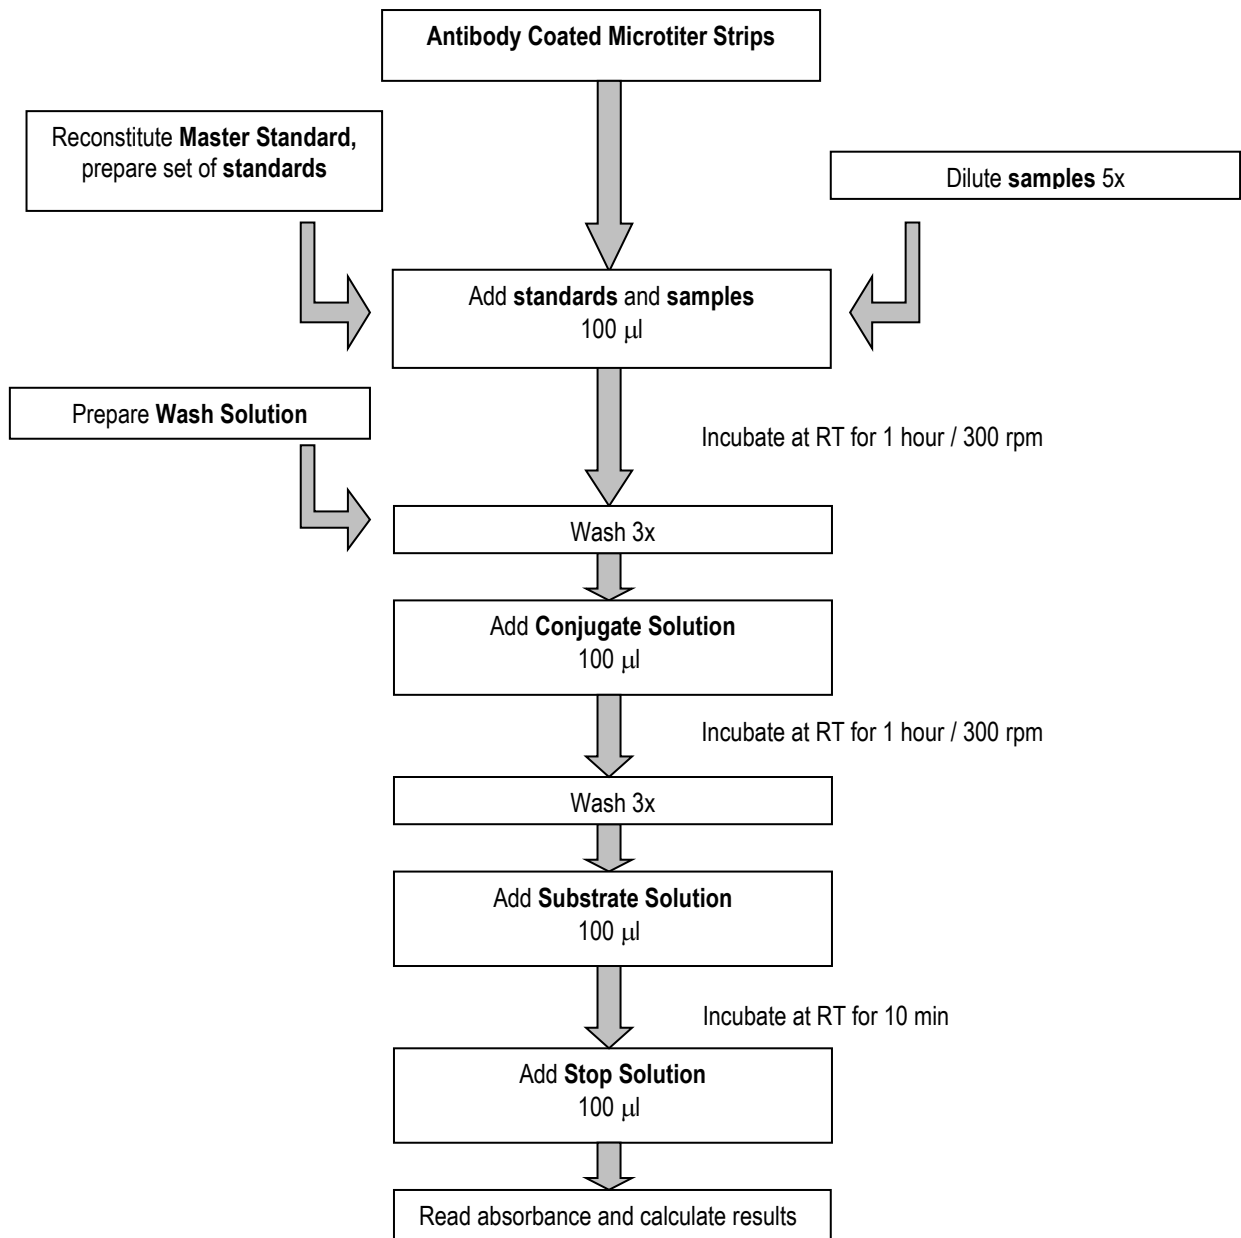 Antibody Coated Microtiter Strips
Reconstitute Master Standard,
prepare set of standards
Dilute samples 5x
Add standards and samples
100 μl
Prepare Wash Solution
Incubate at RT for 1 hour / 300 rpm
Wash 3x
Add Conjugate Solution
100 μl
Incubate at RT for 1 hour / 300 rpm
Wash 3x
Add Substrate Solution
100 μl
Incubate at RT for 10 min
Add Stop Solution
100 μl
Read absorbance and calculate results